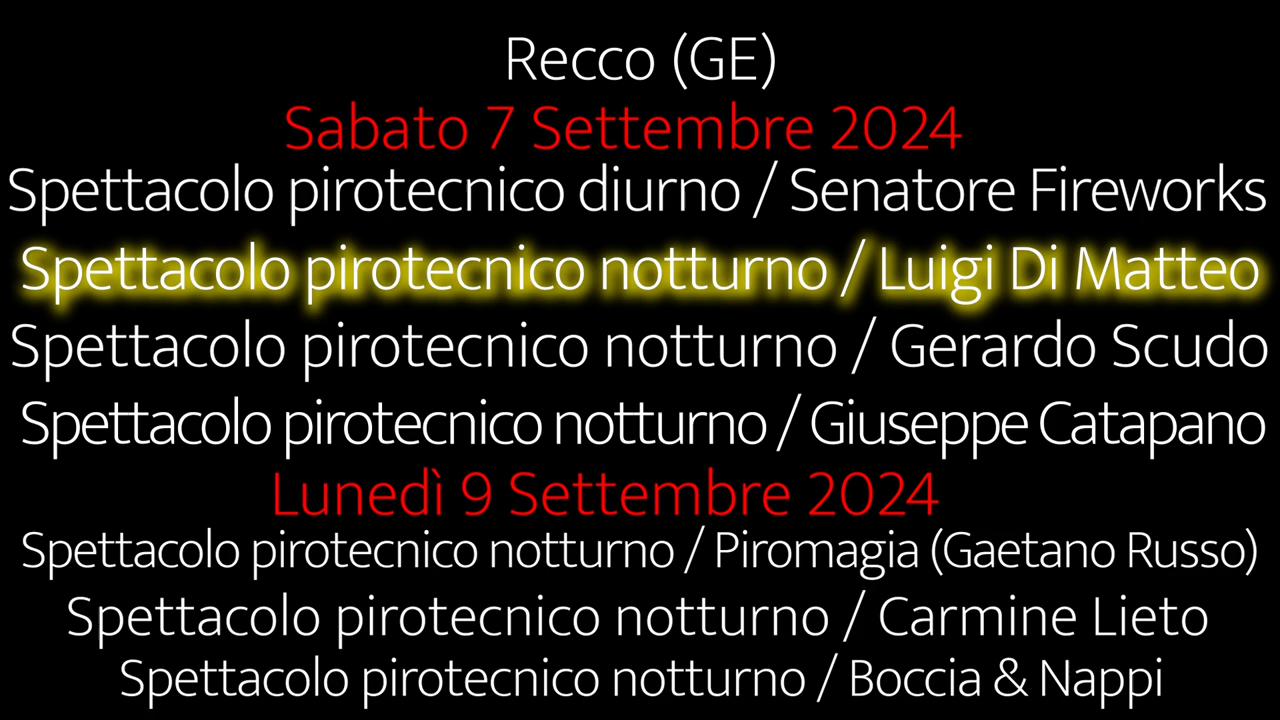 Recco (GE)
Sabato 7 Settembre 2024
Spettacolo pirotecnico diurno / Senatore Fireworks
Spettacolo pirotecnico notturno / Luigi Di Matteo
Spettacolo pirotecnico notturno / Gerardo Scudo
Spettacolo pirotecnico notturno / Giuseppe Catapano
Lunedì 9 Settembre 2024
Spettacolo pirotecnico notturno / Piromagia (Gaetano Russo)
Spettacolo pirotecnico notturno / Carmine Lieto
Spettacolo pirotecnico notturno / Boccia & Nappi